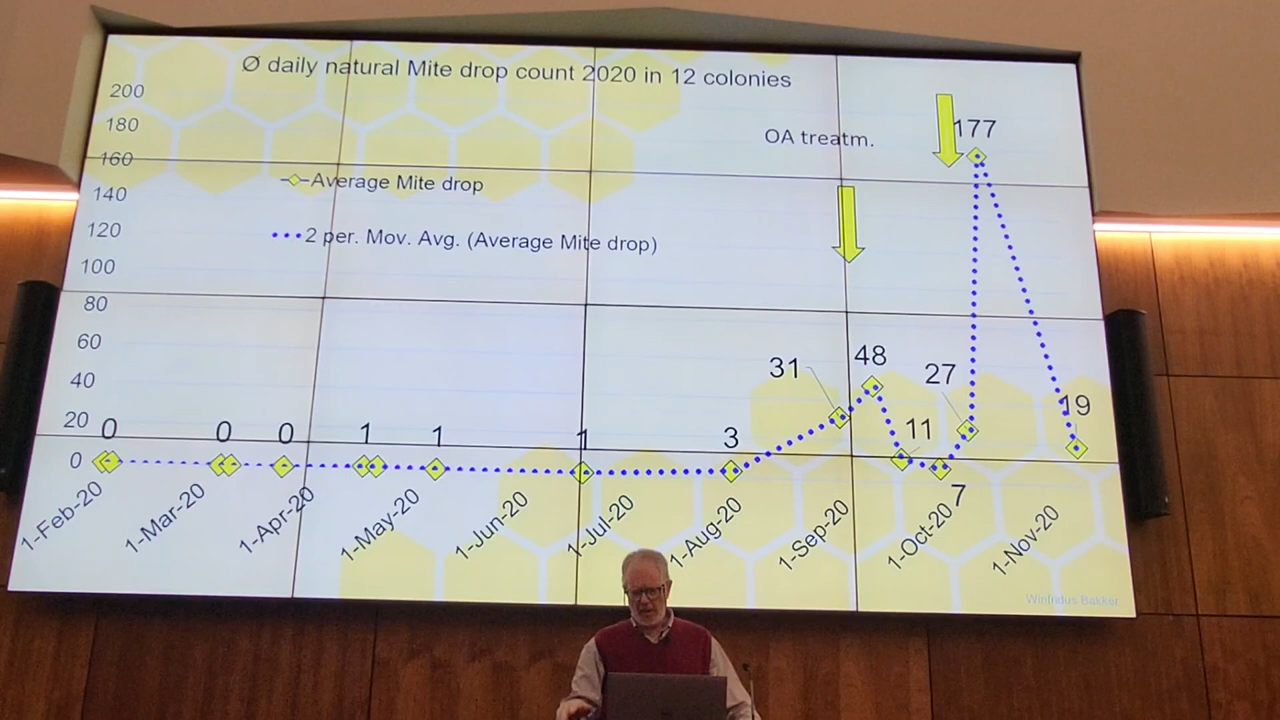 Ø daily natural Mite drop count 2020 in 12 colonies
200
180
160
140
120
100
80
60
40
20
0
OA treatm.
Average Mite drop
2 per. Mov. Avg. (Average Mite drop)
0
0
0
1
1
1
3
31
48
11
7
27
177
19
1-Feb-20
1-Mar-20
1-Apr-20
1-May-20
1-Jun-20
1-Jul-20
1-Aug-20
1-Sep-20
1-Oct-20
1-Nov-20
Winfridus Bakker